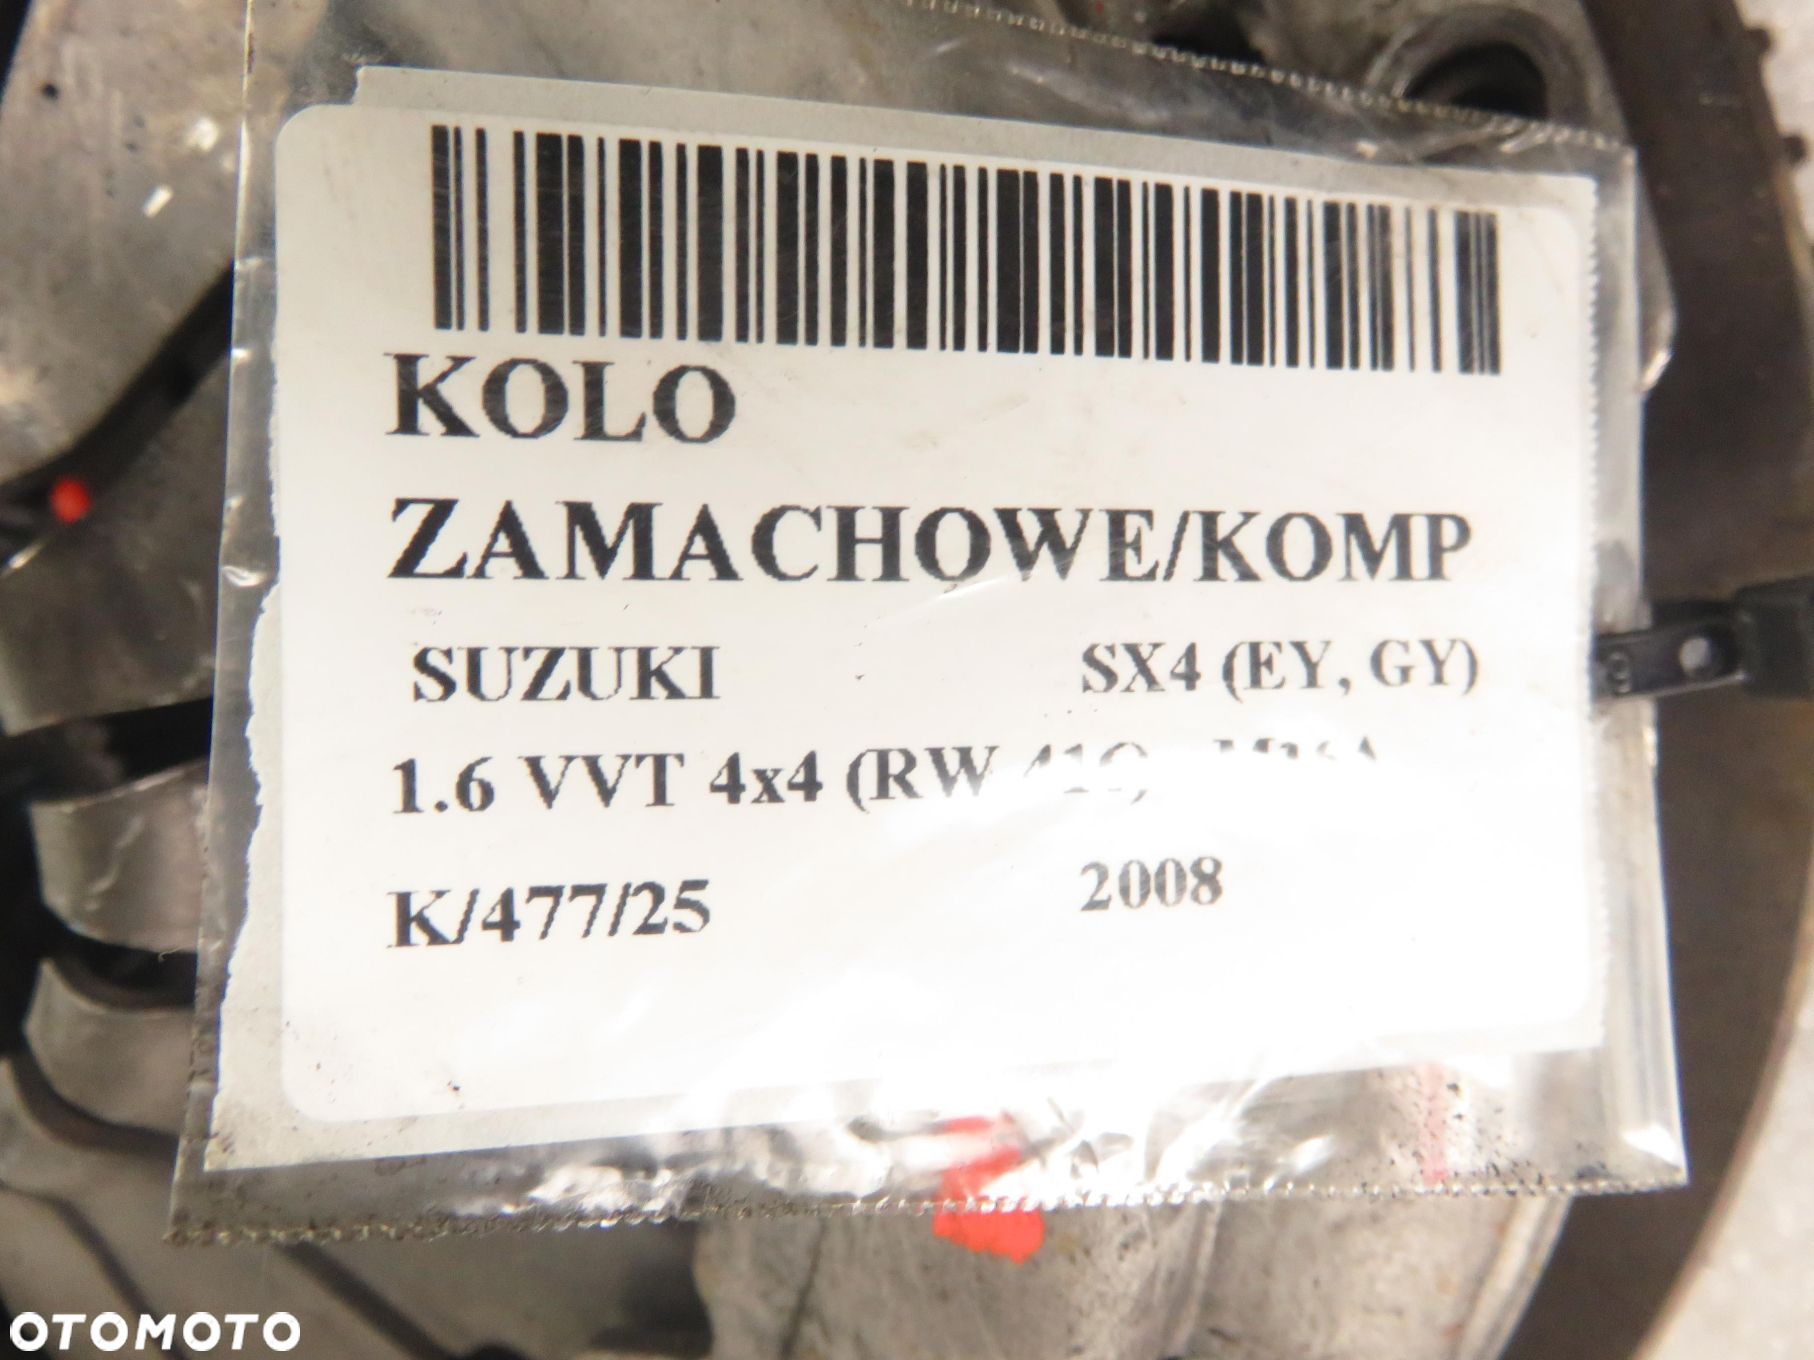 KOLO
ZAMACHOWE/KOMP
SUZUKI SX4 (EY, GY)
1.6 VVT 4x4 (RW
K/477/25 2008
OTOMOTO